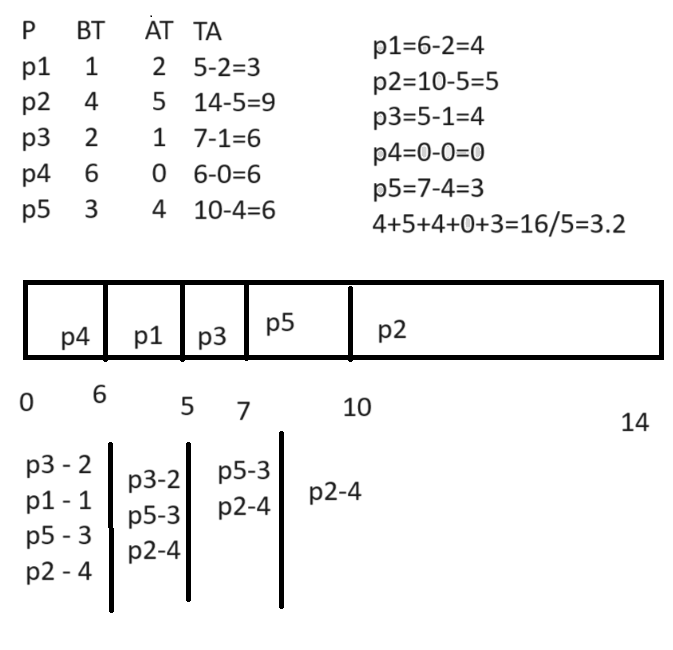 P BT AT TA
p1 1 2 5-2=3
p2 4 5 14-5=9
p3 2 1 7-1=6
p4 6 0 6-0=6
p5 3 4 10-4=6
p1=6-2=4
p2=10-5=5
p3=5-1=4
p4=0-0=0
p5=7-4=3
4+5+4+0+3=16/5=3.2
p4 p1 p3 p5 p2
0 6 5 7 10 14
p3 - 2
p1 - 1
p5 - 3
p2 - 4
p3-2
p5-3
p2-4
p5-3
p2-4
p2-4